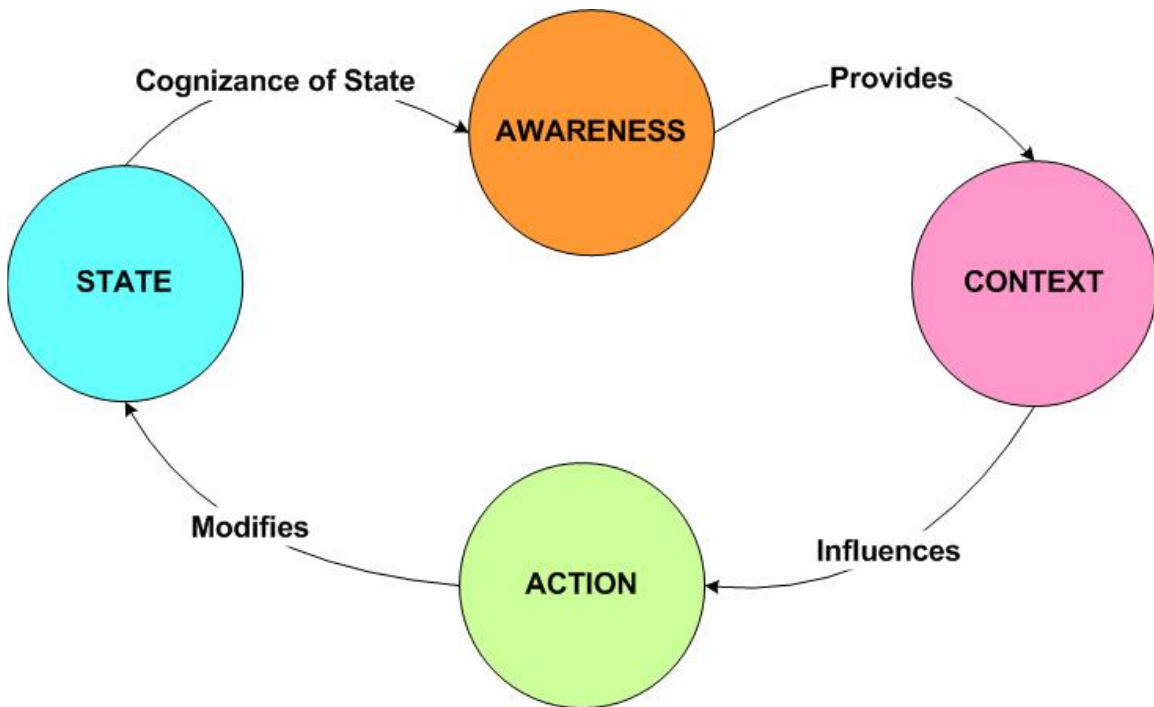 Cognizance of State
AWARENESS
Provides
STATE
CONTEXT
Modifies
ACTION
Influences